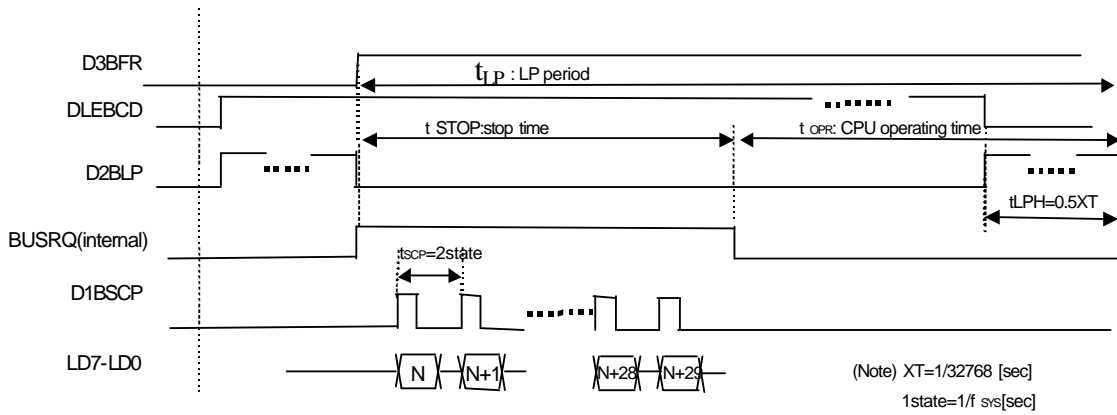 D3BFR
tLP : LP period
DLEBCD
t STOP:stop time
t OPR: CPU operating time
D2BLP
tLPH=0.5XT
BUSRQ(internal)
tSCP=2state
D1BSCP
LD7-LD0
N
N+1
N+28
N+29
(Note) XT=1/32768 [sec]
1state=1/f SYS[sec]